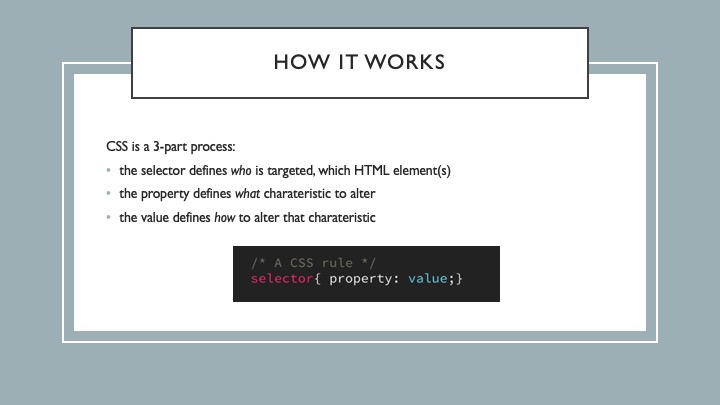 HOW IT WORKS
CSS is a 3-part process:
• the selector defines who is targeted, which HTML element(s)
• the property defines what charateristic to alter
• the value defines how to alter that charateristic
/* A CSS rule */
selector{ property: value;}